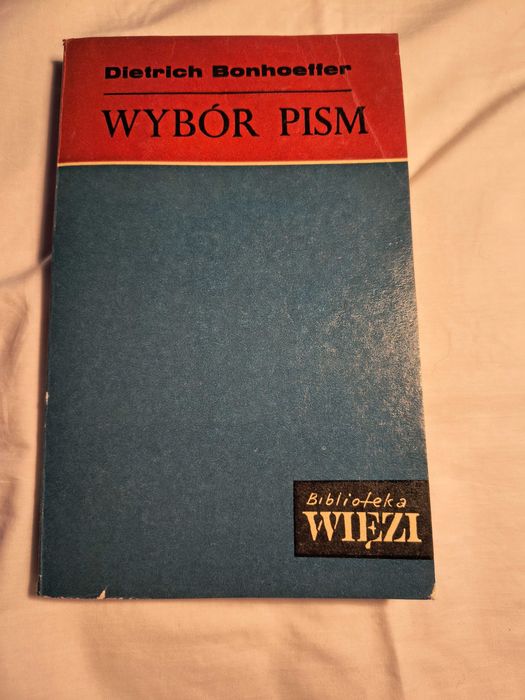 Dietrich Bonhoeffer
WYBÓR PISM
Biblioteka
WIĘZI